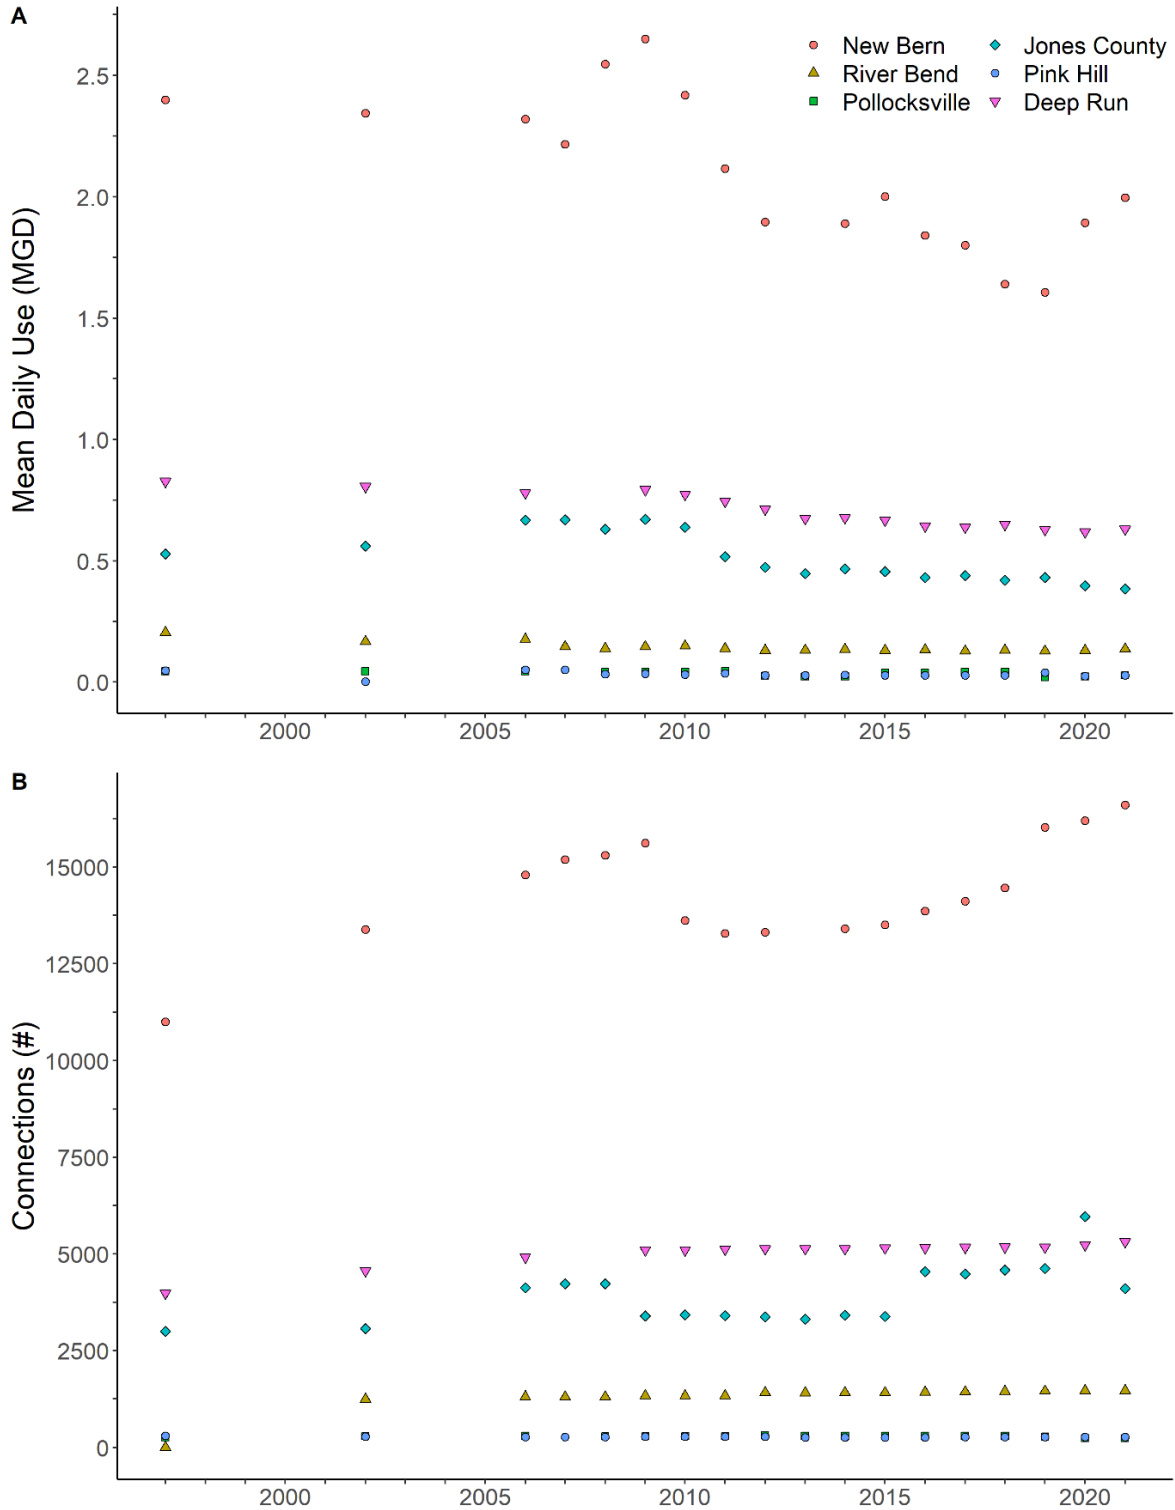 A
New Bern
River Bend
Pollocksville
Jones County
Pink Hill
Deep Run
Mean Daily Use (MGD)
2.5
2.0
1.5
1.0
0.5
0.0
2000 2005 2010 2015 2020
B
Connections (#)
15000
12500
10000
7500
5000
2500
0
2000 2005 2010 2015 2020